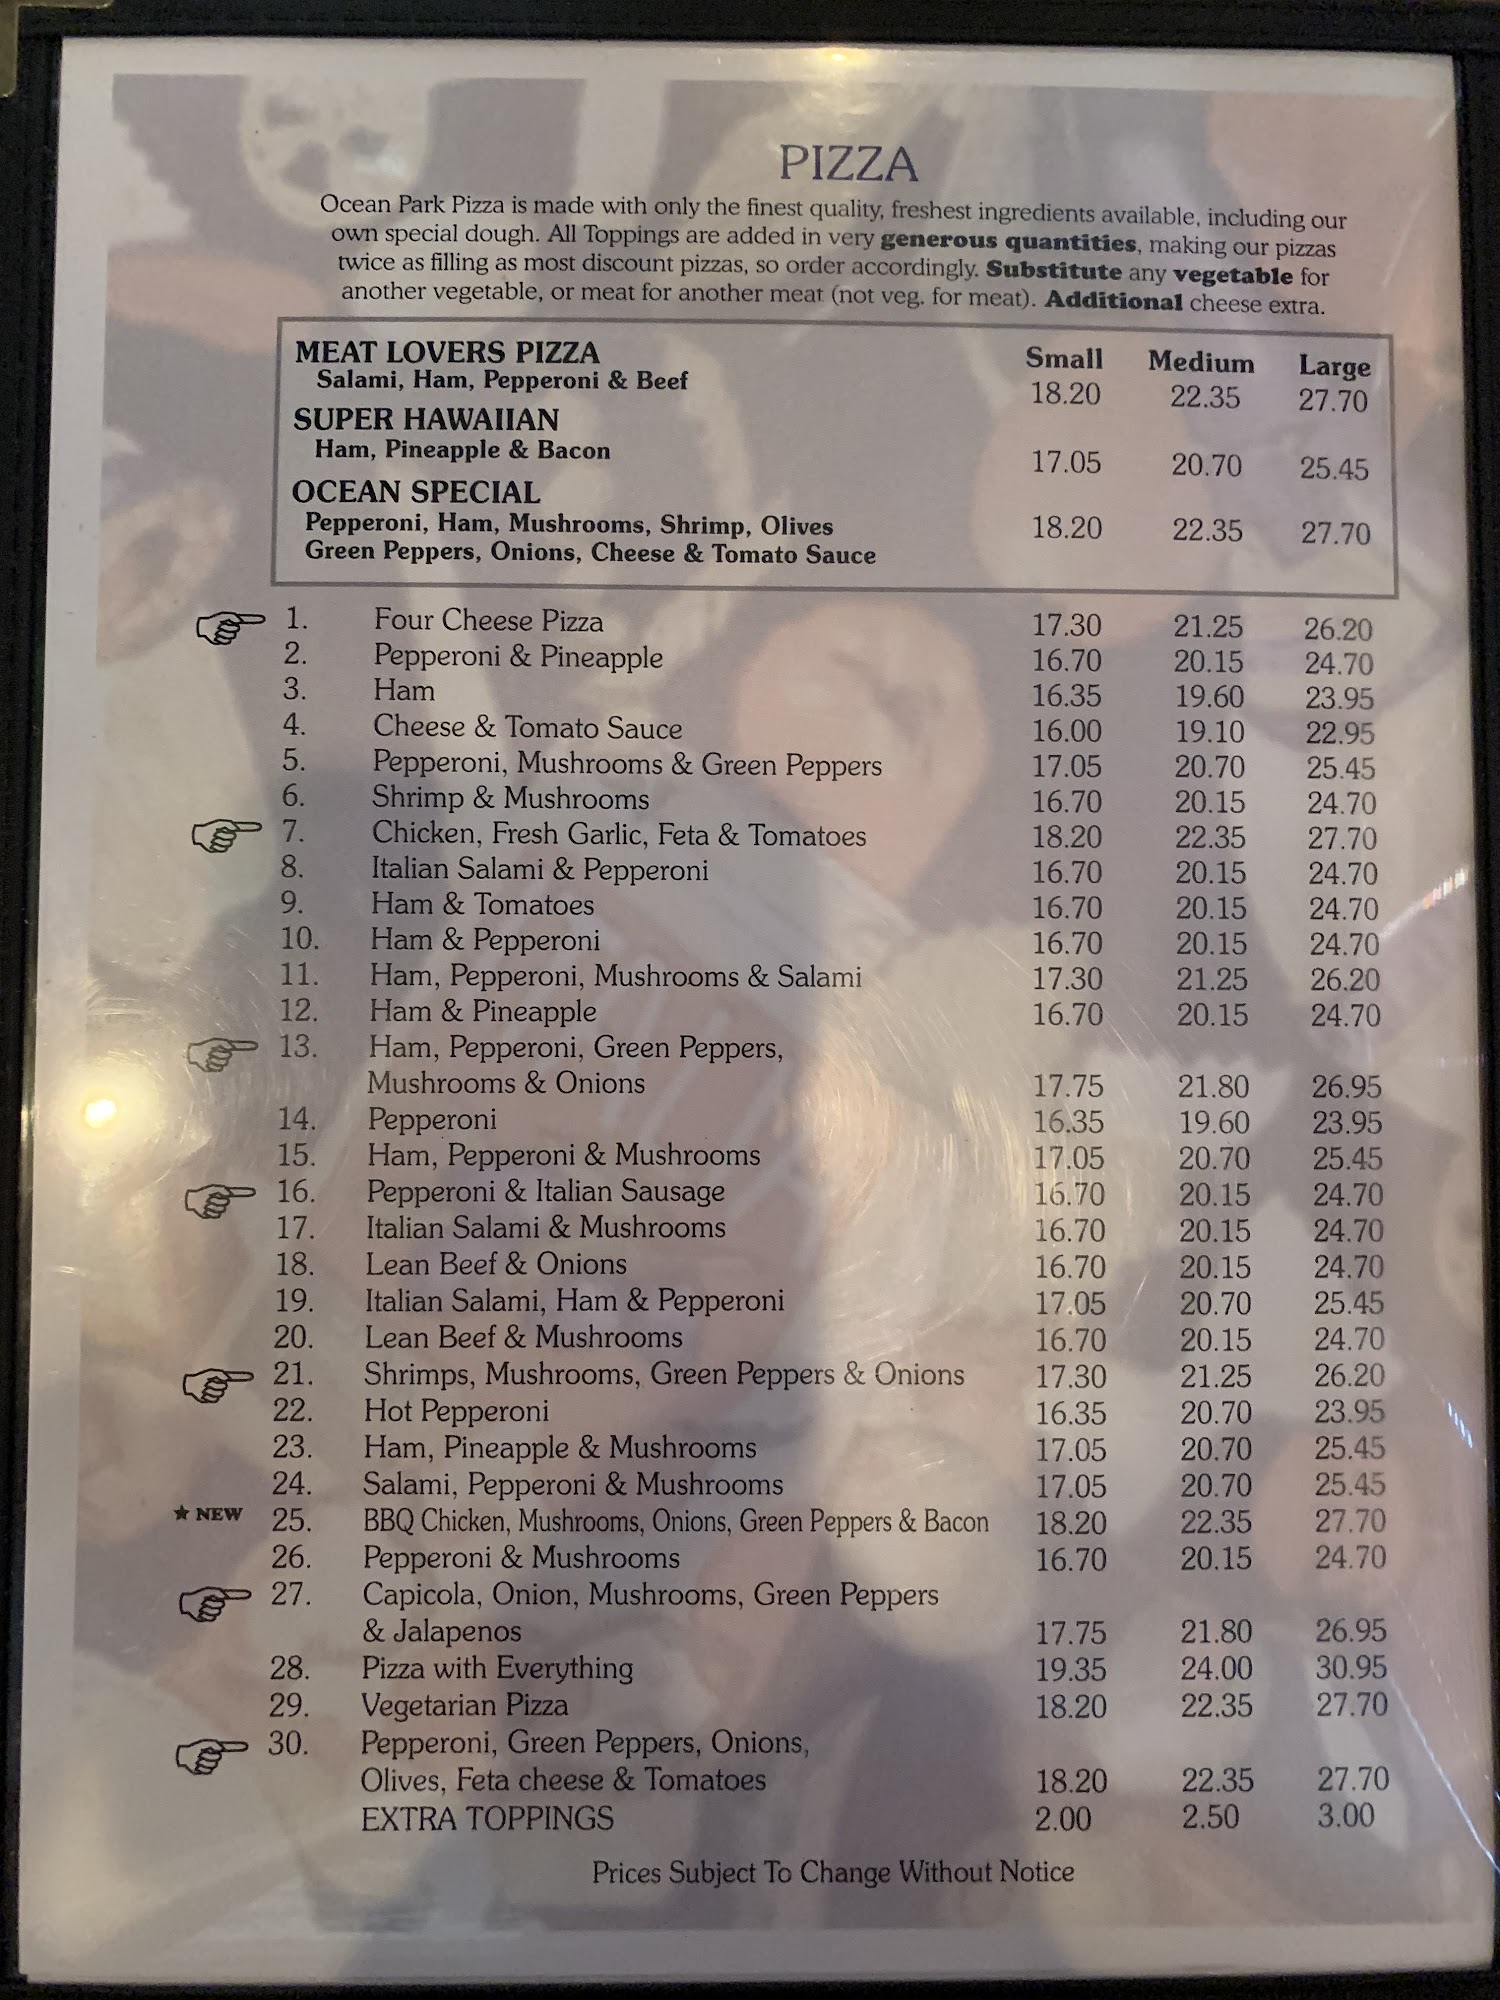 PIZZA
Ocean Park Pizza is made with only the finest quality, freshest ingredients available, including our
own special dough. All Toppings are added in very generous quantities, making our pizzas
twice as filling as most discount pizzas, so order accordingly. Substitute any vegetable for
another vegetable, or meat for another meat (not veg. for meat). Additional cheese extra.
MEAT LOVERS PIZZA Small Medium Large
Salami, Ham, Pepperoni & Beef 18.20 22.35 27.70
SUPER HAWAIIAN
Ham, Pineapple & Bacon 17.05 20.70 25.45
OCEAN SPECIAL
Pepperoni, Ham, Mushrooms, Shrimp, Olives 18.20 22.35 27.70
Green Peppers, Onions, Cheese & Tomato Sauce
1. Four Cheese Pizza 17.30 21.25 26.20
2. Pepperoni & Pineapple 16.70 20.15 24.70
3. Ham 16.35 19.60 23.95
4. Cheese & Tomato Sauce 16.00 19.10 22.95
5. Pepperoni, Mushrooms & Green Peppers 17.05 20.70 25.45
6. Shrimp & Mushrooms 16.70 20.15 24.70
7. Chicken, Fresh Garlic, Feta & Tomatoes 18.20 22.35 27.70
8. Italian Salami & Pepperoni 16.70 20.15 24.70
9. Ham & Tomatoes 16.70 20.15 24.70
10. Ham & Pepperoni 16.70 20.15 24.70
11. Ham, Pepperoni, Mushrooms & Salami 17.30 21.25 26.20
12. Ham & Pineapple 16.70 20.15 24.70
13. Ham, Pepperoni, Green Peppers,
Mushrooms & Onions 17.75 21.80 26.95
14. Pepperoni 16.35 19.60 23.95
15. Ham, Pepperoni & Mushrooms 17.05 20.70 25.45
16. Pepperoni & Italian Sausage 16.70 20.15 24.70
17. Italian Salami & Mushrooms 16.70 20.15 24.70
18. Lean Beef & Onions 16.70 20.15 24.70
19. Italian Salami, Ham & Pepperoni 17.05 20.70 25.45
20. Lean Beef & Mushrooms 16.70 20.15 24.70
21. Shrimps, Mushrooms, Green Peppers & Onions 17.30 21.25 26.20
22. Hot Pepperoni 16.35 20.70 23.95
23. Ham, Pineapple & Mushrooms 17.05 20.70 25.45
24. Salami, Pepperoni & Mushrooms 17.05 20.70 25.45
★ NEW 25. BBQ Chicken, Mushrooms, Onions, Green Peppers & Bacon 18.20 22.35 27.70
26. Pepperoni & Mushrooms 16.70 20.15 24.70
27. Capicola, Onion, Mushrooms, Green Peppers
& Jalapenos 17.75 21.80 26.95
28. Pizza with Everything 19.35 24.00 30.95
29. Vegetarian Pizza 18.20 22.35 27.70
30. Pepperoni, Green Peppers, Onions,
Olives, Feta cheese & Tomatoes 18.20 22.35 27.70
EXTRA TOPPINGS 2.00 2.50 3.00
Prices Subject To Change Without Notice